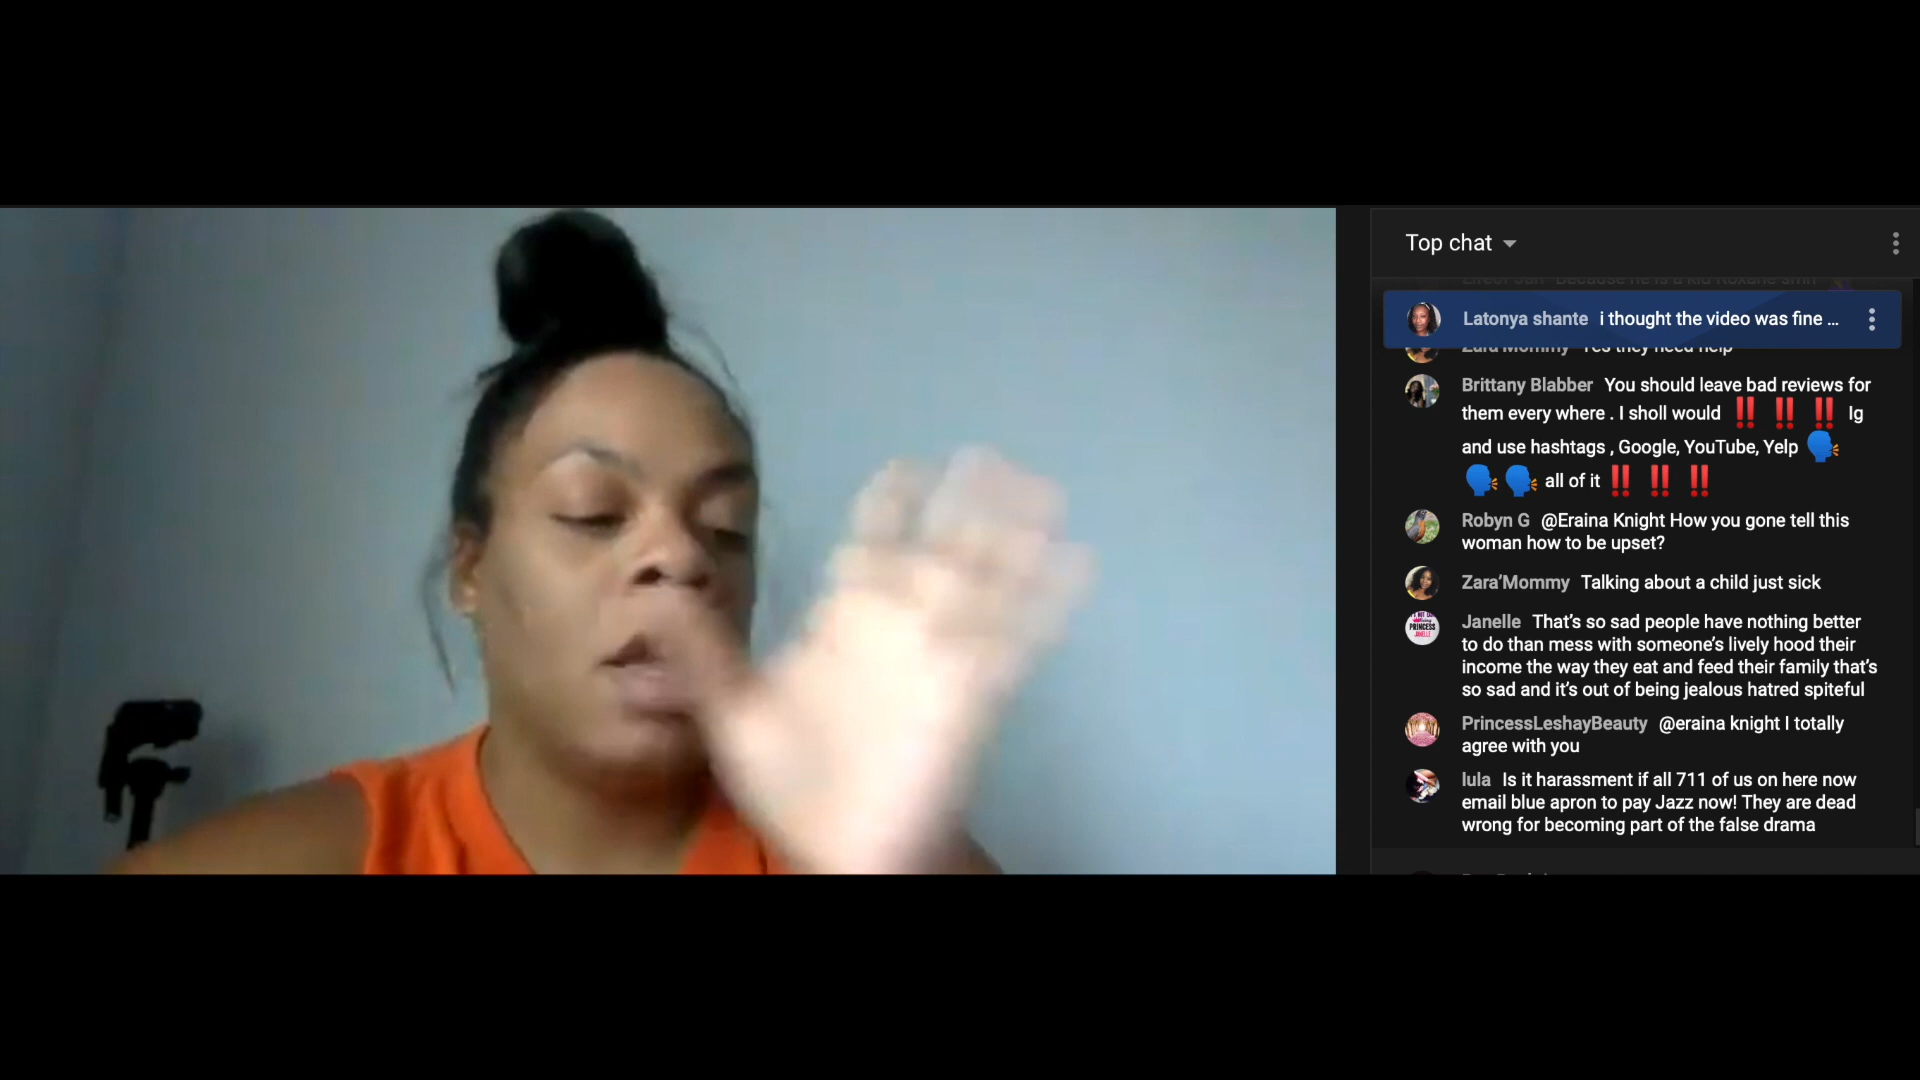 Top chat
Latonya shante i thought the video was fine ...
Zara'Mommy Yes they need help
Brittany Blabber You should leave bad reviews for
them every where . I sholl would ‼️ ‼️ ‼️ Ig
and use hashtags , Google, YouTube, Yelp 🗣
🗣 🗣 all of it ‼️ ‼️ ‼️
Robyn G @Eraina Knight How you gone tell this
woman how to be upset?
Zara’Mommy Talking about a child just sick
Janelle That’s so sad people have nothing better
to do than mess with someone’s lively hood their
income the way they eat and feed their family that’s
so sad and it’s out of being jealous hatred spiteful
PrincessLeshayBeauty @eraina knight I totally
agree with you
lula Is it harassment if all 711 of us on here now
email blue apron to pay Jazz now! They are dead
wrong for becoming part of the false drama